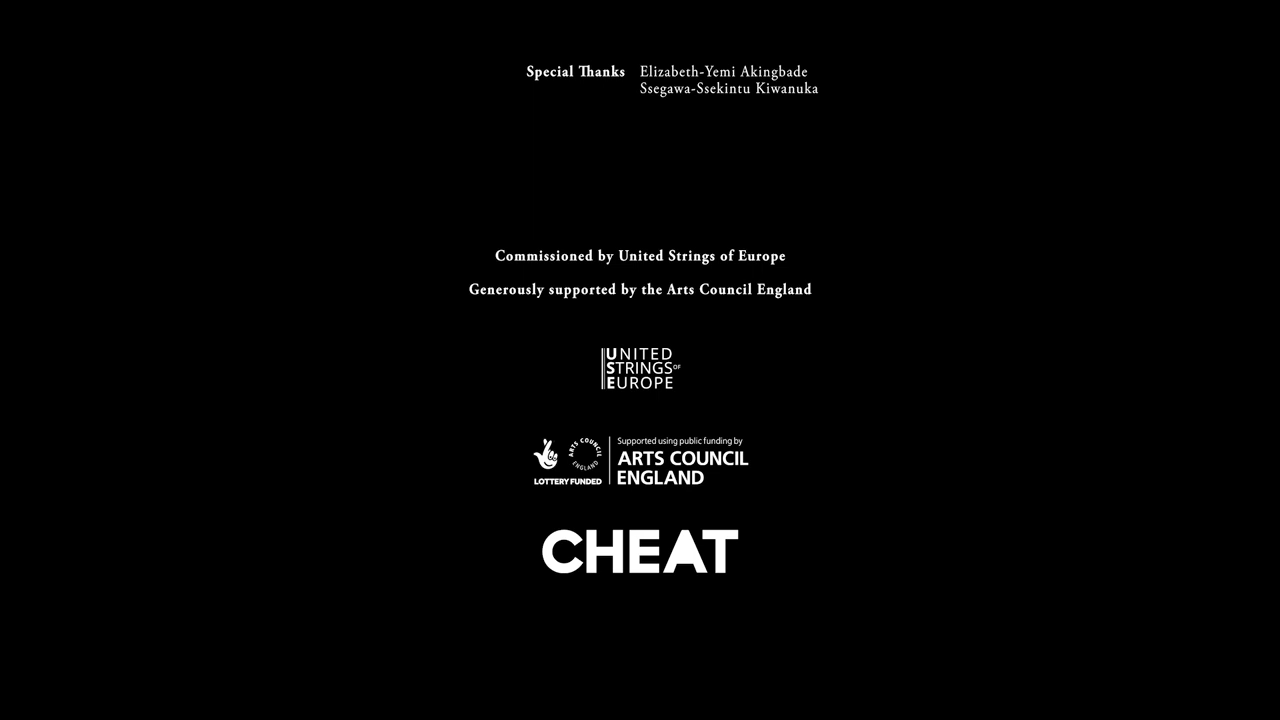 Special Thanks Elizabeth-Yemi Akingbade
Ssegawa-Ssekintu Kiwanuka
Commissioned by United Strings of Europe
Generously supported by the Arts Council England
UNITED
STRINGS OF
EUROPE
ARTS COUNCIL ENGLAND
LOTTERY FUNDED
Supported using public funding by
ARTS COUNCIL
ENGLAND
CHEAT